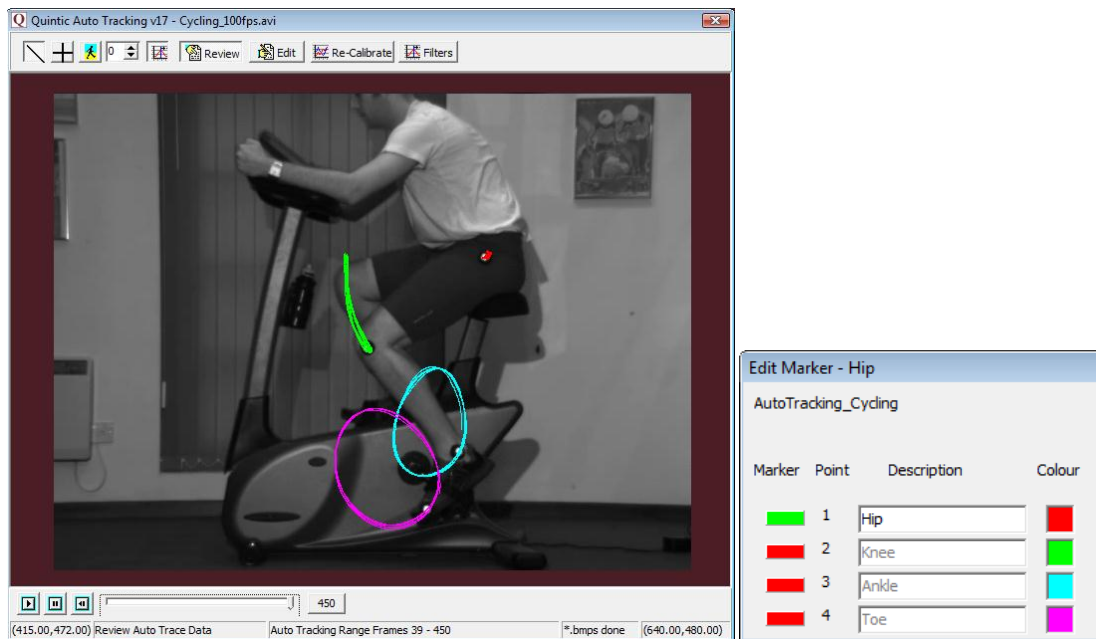 Quintic Auto Tracking v17 - Cycling_100fps.avi
0 Review Edit Re-Calibrate Filters
450
(415.00,472.00) Review Auto Trace Data Auto Tracking Range Frames 39 - 450 *.bmps done (640.00,480.00)
Edit Marker - Hip
AutoTracking_Cycling
Marker Point Description Colour
1 Hip
2 Knee
3 Ankle
4 Toe